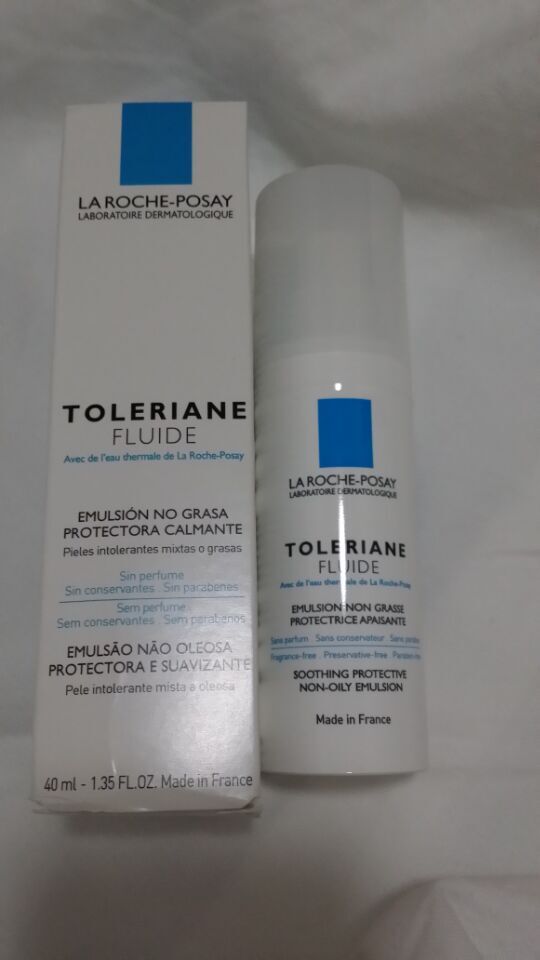 LA ROCHE-POSAY
LABORATOIRE DERMATOLOGIQUE
TOLERIANE
FLUIDE
Avec de l'eau thermale de La Roche-Posay
EMULSIÓN NO GRASA
PROTECTORA CALMANTE
Pieles intolerantes mixtas o grasas
Sin perfume
Sin conservantes . Sin parabenes
Sem perfume
Sem conservantes . Sem parabenos
EMULSÃO NÃO OLEOSA
PROTECTORA E SUAVIZANTE
Pele intolerante mista a oleosa
40 ml - 1.35 FL.OZ. Made in France
LA ROCHE-POSAY
LABORATOIRE DERMATOLOGIQUE
TOLERIANE
FLUIDE
Avec de l'eau thermale de La Roche-Posay
EMULSION NON GRASSE
PROTECTRICE APAISANTE
Sans parfum . Sans conservateur . Sans
Fragrance-free . Preservative-free .
SOOTHING PROTECTIVE
NON-OILY EMULSION
Made in France